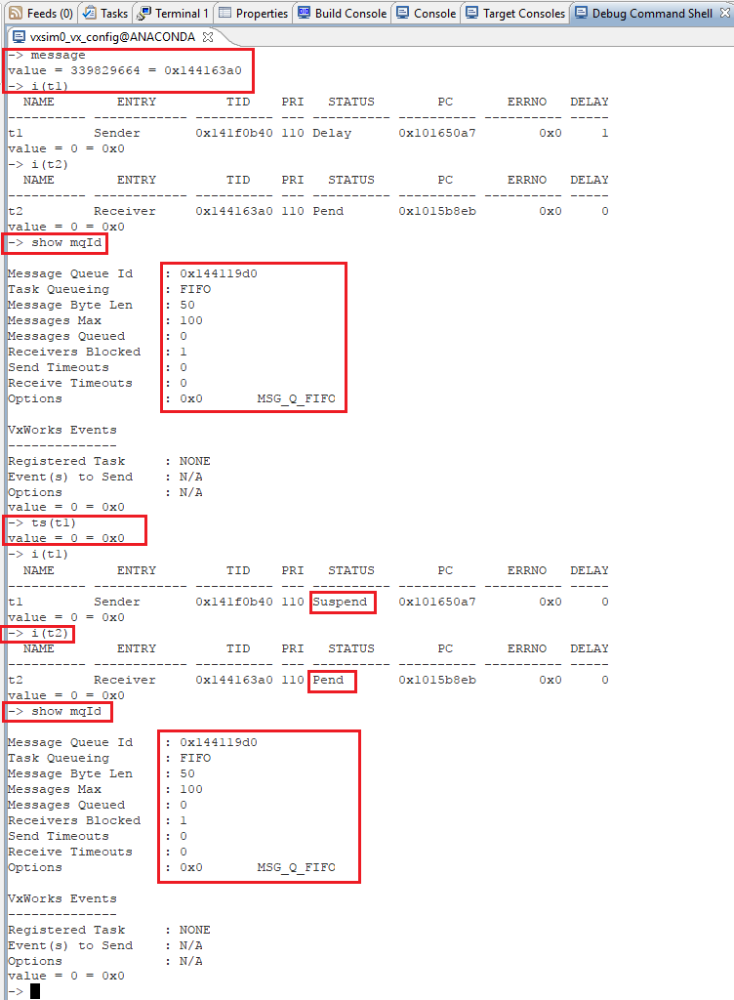 Feeds (0) Tasks Terminal 1 Properties Build Console Console Target Consoles Debug Command Shell
vxsim0_vx_config@ANACONDA
-> message
value = 339829664 = 0x144163a0
-> i(t1)
NAME ENTRY TID PRI STATUS PC ERRNO DELAY
---------- ------------ ---------- --- ---------- ---------- ------- -----
t1 Sender 0x141f0b40 110 Delay 0x101650a7 0x0 1
value = 0 = 0x0
-> i(t2)
NAME ENTRY TID PRI STATUS PC ERRNO DELAY
---------- ------------ ---------- --- ---------- ---------- ------- -----
t2 Receiver 0x144163a0 110 Pend 0x1015b8eb 0x0 0
value = 0 = 0x0
-> show mqId
Message Queue Id : 0x144119d0
Task Queueing : FIFO
Message Byte Len : 50
Messages Max : 100
Messages Queued : 0
Receivers Blocked : 1
Send Timeouts : 0
Receive Timeouts : 0
Options : 0x0 MSG_Q_FIFO
VxWorks Events
--------------
Registered Task : NONE
Event(s) to Send : N/A
Options : N/A
value = 0 = 0x0
-> ts(t1)
value = 0 = 0x0
-> i(t1)
NAME ENTRY TID PRI STATUS PC ERRNO DELAY
---------- ------------ ---------- --- ---------- ---------- ------- -----
t1 Sender 0x141f0b40 110 Suspend 0x101650a7 0x0 0
value = 0 = 0x0
-> i(t2)
NAME ENTRY TID PRI STATUS PC ERRNO DELAY
---------- ------------ ---------- --- ---------- ---------- ------- -----
t2 Receiver 0x144163a0 110 Pend 0x1015b8eb 0x0 0
value = 0 = 0x0
-> show mqId
Message Queue Id : 0x144119d0
Task Queueing : FIFO
Message Byte Len : 50
Messages Max : 100
Messages Queued : 0
Receivers Blocked : 1
Send Timeouts : 0
Receive Timeouts : 0
Options : 0x0 MSG_Q_FIFO
VxWorks Events
--------------
Registered Task : NONE
Event(s) to Send : N/A
Options : N/A
value = 0 = 0x0
->